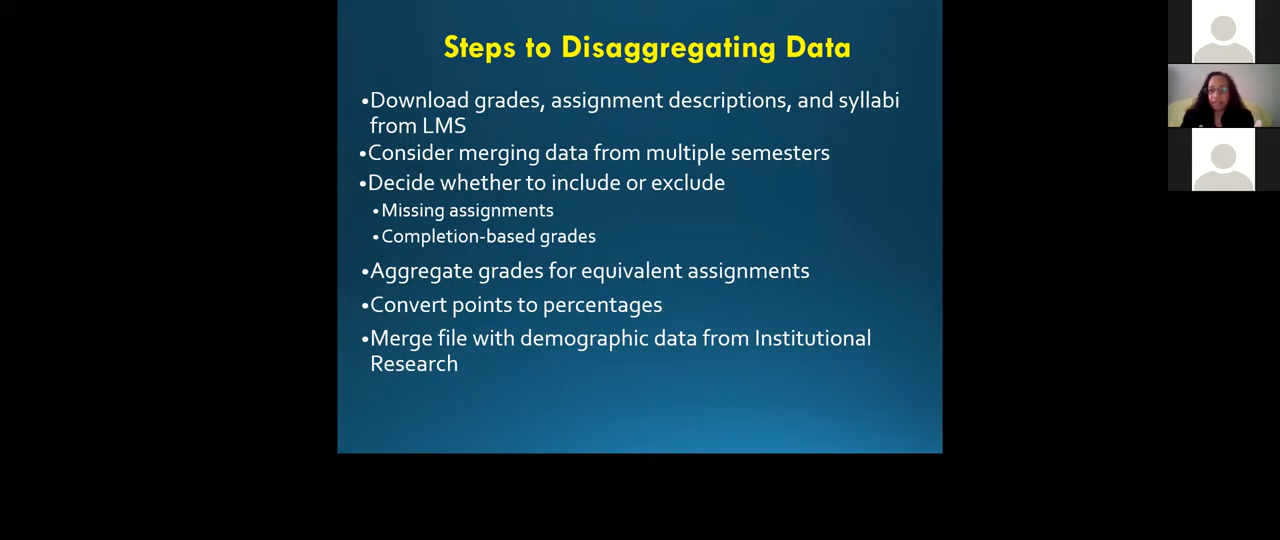 Steps to Disaggregating Data
•Download grades, assignment descriptions, and syllabi
from LMS
•Consider merging data from multiple semesters
•Decide whether to include or exclude
•Missing assignments
•Completion-based grades
•Aggregate grades for equivalent assignments
•Convert points to percentages
•Merge file with demographic data from Institutional
Research